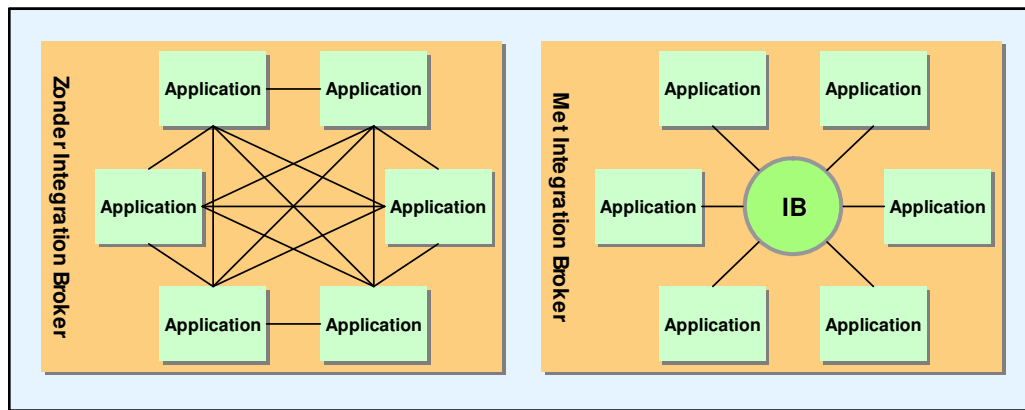 Zonder Integration Broker
Application
Application
Application
Application
Application
Application
Met Integration Broker
Application
Application
Application
IB
Application
Application
Application